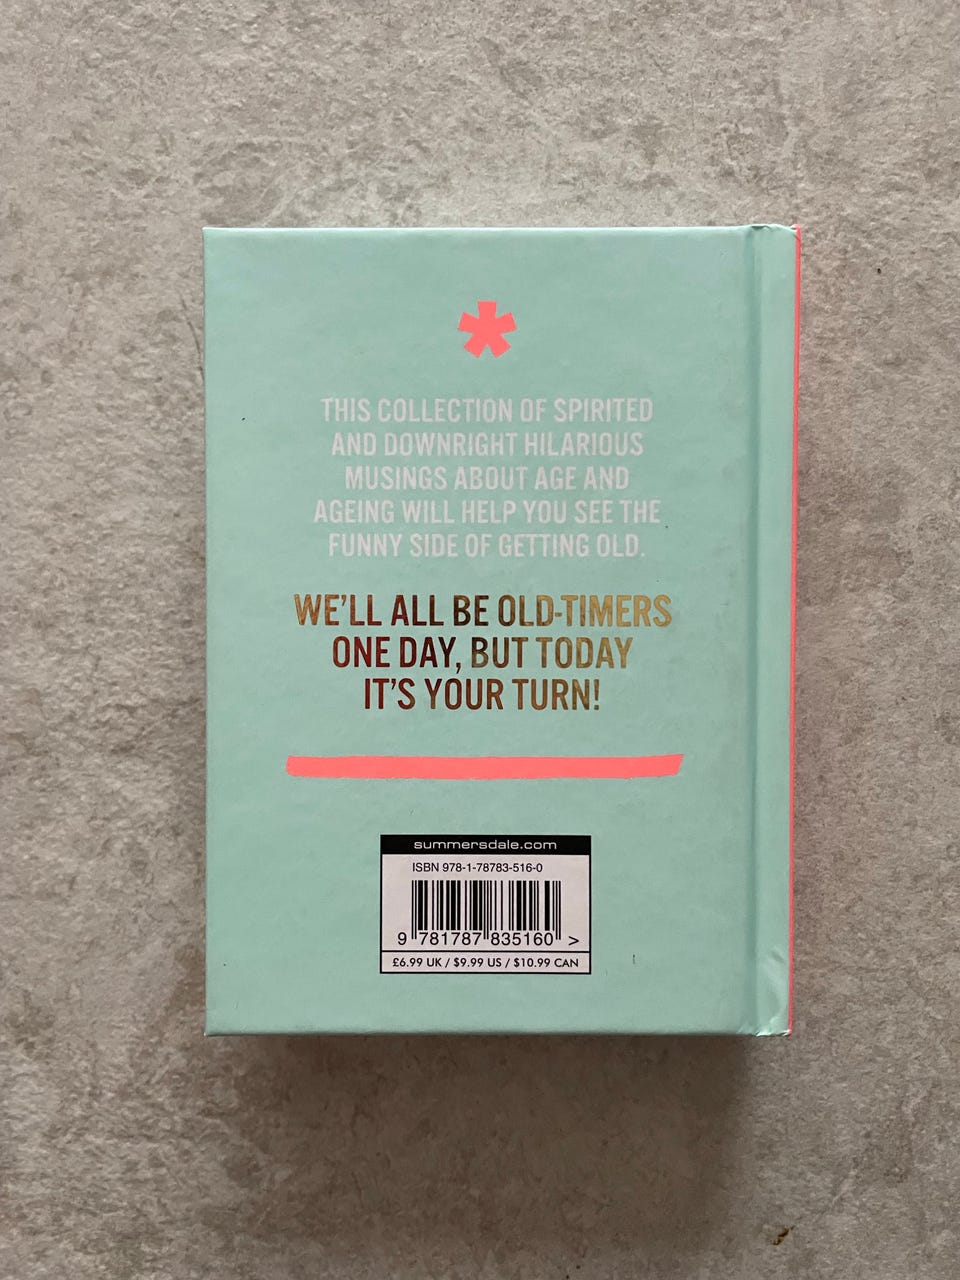 THIS COLLECTION OF SPIRITED
AND DOWNRIGHT HILARIOUS
MUSINGS ABOUT AGE AND
AGEING WILL HELP YOU SEE THE
FUNNY SIDE OF GETTING OLD.
WE'LL ALL BE OLD-TIMERS
ONE DAY, BUT TODAY
IT'S YOUR TURN!
summersdale.com
ISBN 978-1-78783-516-0
9 781787 835160 >
£6.99 UK / $9.99 US / $10.99 CAN